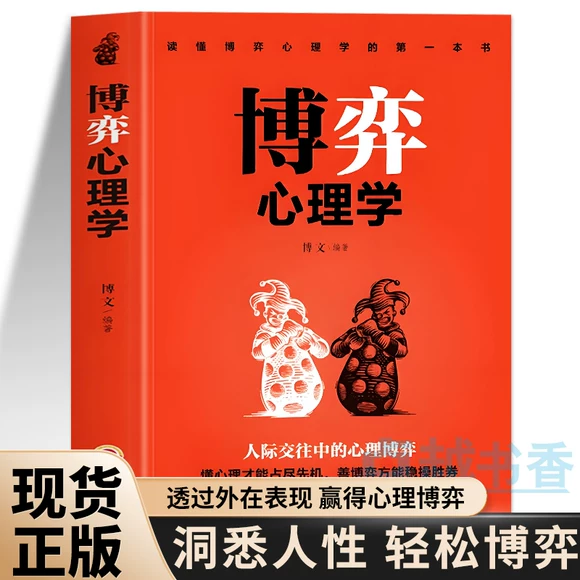 读懂博弈心理学的第一本书
博弈
心理学
博文/编著
博弈心理学
博文/编著
人际交往中的心理博弈
懂心理才能占尽先机,善博弈方能稳操胜券
越书香
现货
正版
透过外在表现 赢得心理博弈
洞悉人性 轻松博弈